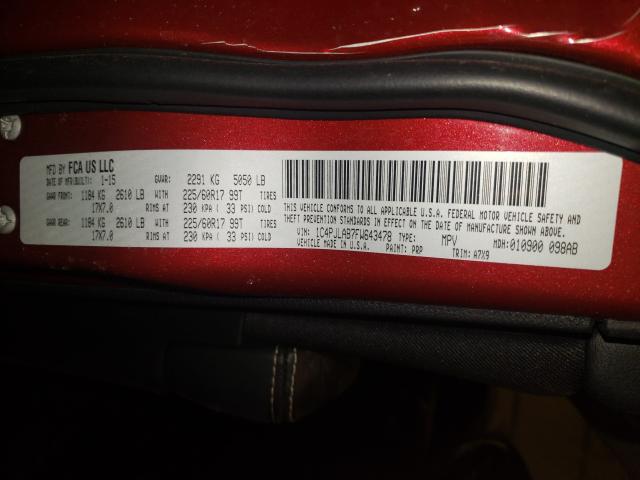 MFD BY FCA US LLC
DATE OF MFR(BUILT): 1-15 GVWR: 2291 KG 5050 LB
GAWR FRONT: 1184 KG 2610 LB WITH 225/60R17 99T TIRES
17X7.0 RIMS AT 230 KPA ( 33 PSI) COLD
GAWR REAR: 1184 KG 2610 LB WITH 225/60R17 99T TIRES
17X7.0 RIMS AT 230 KPA ( 33 PSI) COLD
THIS VEHICLE CONFORMS TO ALL APPLICABLE U.S.A. FEDERAL MOTOR VEHICLE SAFETY AND
THEFT PREVENTION STANDARDS IN EFFECT ON THE DATE OF MANUFACTURE SHOWN ABOVE.
VIN: 1C4PJLAB7FW643478 TYPE: MPV MDH: 010900 098AB
VEHICLE MADE IN U.S.A. PAINT: PRP TRIM: A7X9